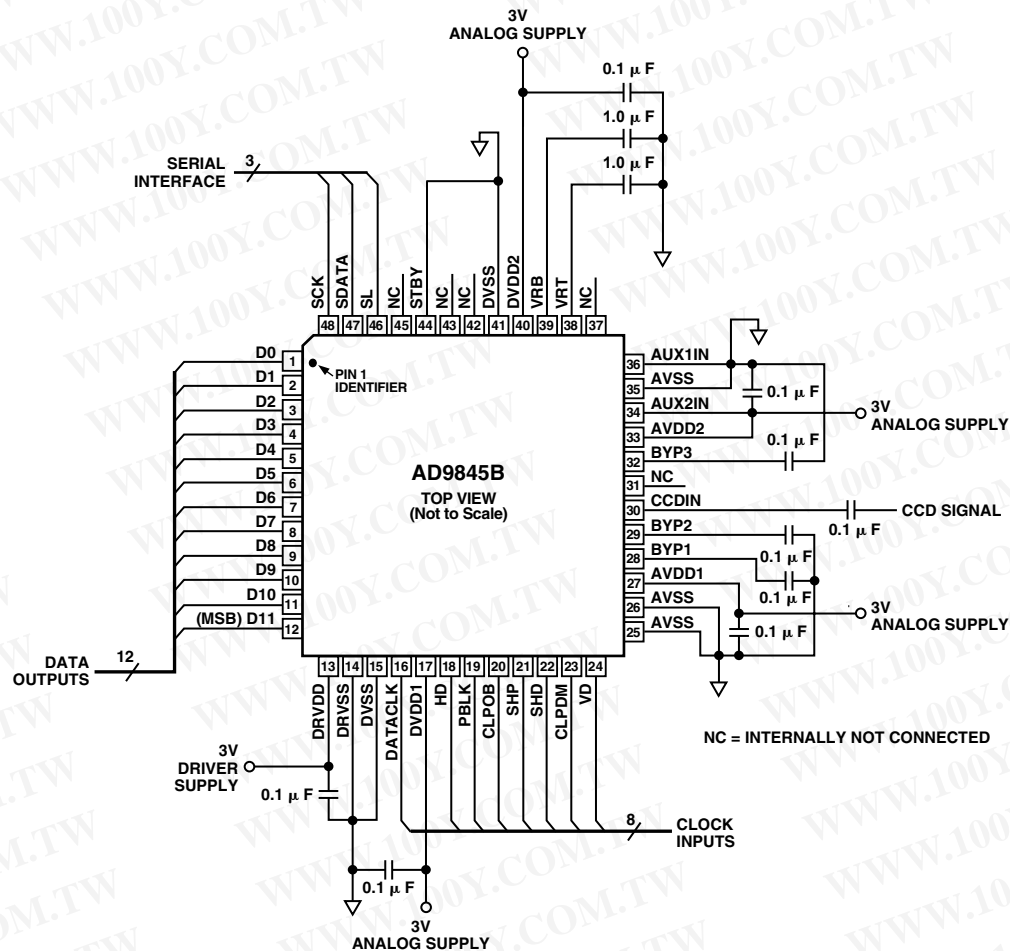 3V
ANALOG SUPPLY
0.1 μF
1.0 μF
1.0 μF
SERIAL
INTERFACE
3
SCK
SDATA
SL
NC
STBY
NC
NC
DVSS
DVDD2
VRB
VRT
NC
48 47 46 45 44 43 42 41 40 39 38 37
D0 1
D1 2
D2 3
D3 4
D4 5
D5 6
D6 7
D7 8
D8 9
D9 10
D10 11
(MSB) D11 12
PIN 1
IDENTIFIER
AD9845B
TOP VIEW
(Not to Scale)
36 AUX1IN
35 AVSS
34 AUX2IN
33 AVDD2
32 BYP3
31 NC
30 CCDIN
29 BYP2
28 BYP1
27 AVDD1
26 AVSS
25 AVSS
0.1 μF
3V
ANALOG SUPPLY
0.1 μF
CCD SIGNAL
0.1 μF
0.1 μF
0.1 μF
3V
ANALOG SUPPLY
0.1 μF
DATA
OUTPUTS
12
13 14 15 16 17 18 19 20 21 22 23 24
DRVDD
DRVSS
DVSS
DATACLK
DVDD1
HD
PBLK
CLPOB
SHP
SHD
CLPDM
VD
NC = INTERNALLY NOT CONNECTED
3V
DRIVER
SUPPLY
0.1 μF
8
CLOCK
INPUTS
0.1 μF
3V
ANALOG SUPPLY
WWW.100Y.COM.TW